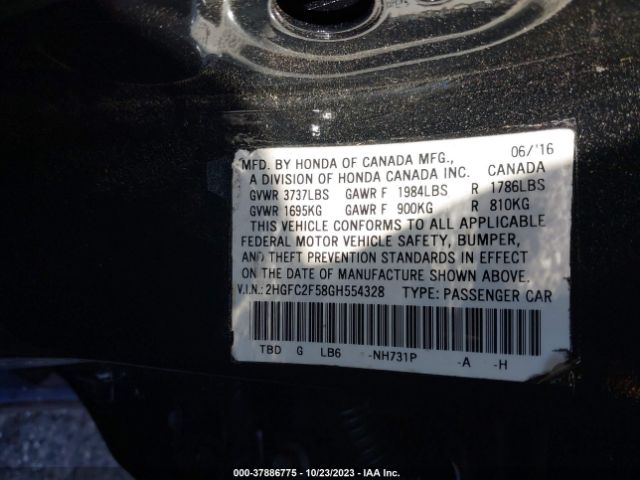 06/'16
MFD. BY HONDA OF CANADA MFG., CANADA
A DIVISION OF HONDA CANADA INC.
GVWR 3737LBS GAWR F 1984LBS R 1786LBS
GVWR 1695KG GAWR F 900KG R 810KG
THIS VEHICLE CONFORMS TO ALL APPLICABLE
FEDERAL MOTOR VEHICLE SAFETY, BUMPER,
AND THEFT PREVENTION STANDARDS IN EFFECT
ON THE DATE OF MANUFACTURE SHOWN ABOVE.
V.I.N.: 2HGFC2F58GH554328 TYPE: PASSENGER CAR
TBD G LB6 -NH731P -A -H
000-37886775 - 10/23/2023 - IAA Inc.